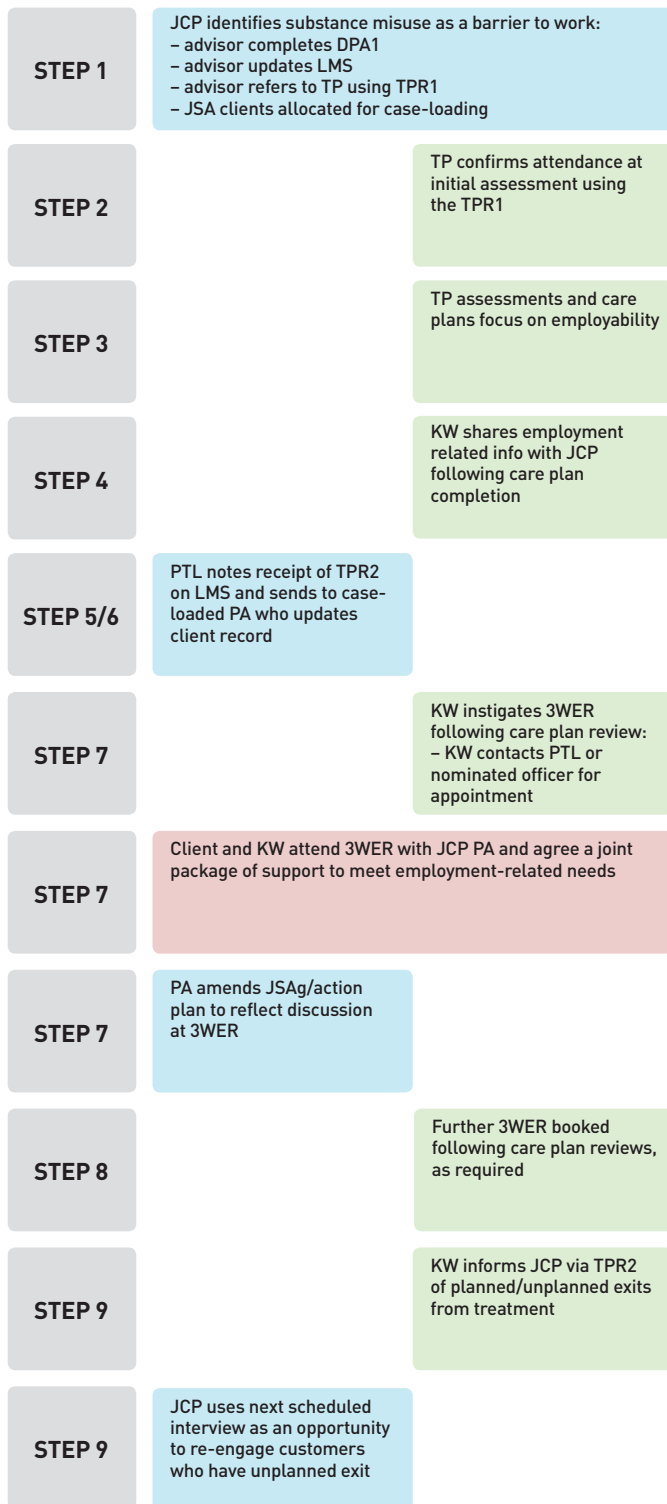 STEP 1
JCP identifies substance misuse as a barrier to work:
– advisor completes DPA1
– advisor updates LMS
– advisor refers to TP using TPR1
– JSA clients allocated for case-loading
STEP 2
TP confirms attendance at
initial assessment using
the TPR1
STEP 3
TP assessments and care
plans focus on employability
STEP 4
KW shares employment
related info with JCP
following care plan
completion
STEP 5/6
PTL notes receipt of TPR2
on LMS and sends to case-
loaded PA who updates
client record
STEP 7
KW instigates 3WER
following care plan review:
– KW contacts PTL or
nominated officer for
appointment
STEP 7
Client and KW attend 3WER with JCP PA and agree a joint
package of support to meet employment-related needs
STEP 7
PA amends JSAg/action
plan to reflect discussion
at 3WER
STEP 8
Further 3WER booked
following care plan reviews,
as required
STEP 9
KW informs JCP via TPR2
of planned/unplanned exits
from treatment
STEP 9
JCP uses next scheduled
interview as an opportunity
to re-engage customers
who have unplanned exit